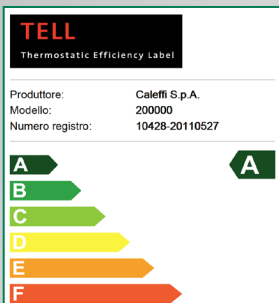 TELL
Thermostatic Efficiency Label
Produttore: Caleffi S.p.A.
Modello: 200000
Numero registro: 10428-20110527
A A
B
C
D
E
F